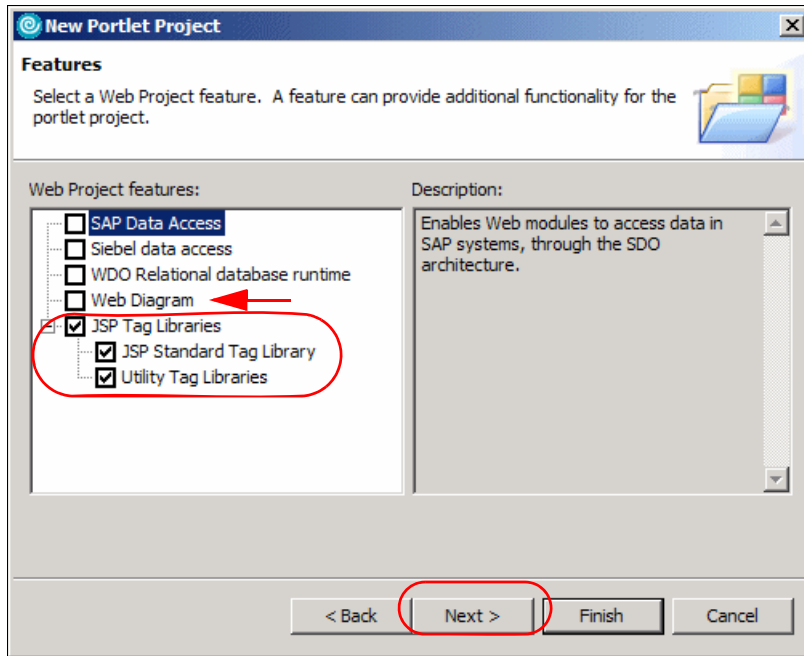 New Portlet Project
Features
Select a Web Project feature. A feature can provide additional functionality for the
portlet project.
Web Project features:
SAP Data Access
Siebel data access
WDO Relational database runtime
Web Diagram
JSP Tag Libraries
JSP Standard Tag Library
Utility Tag Libraries
Description:
Enables Web modules to access data in
SAP systems, through the SDO
architecture.
< Back
Next >
Finish
Cancel